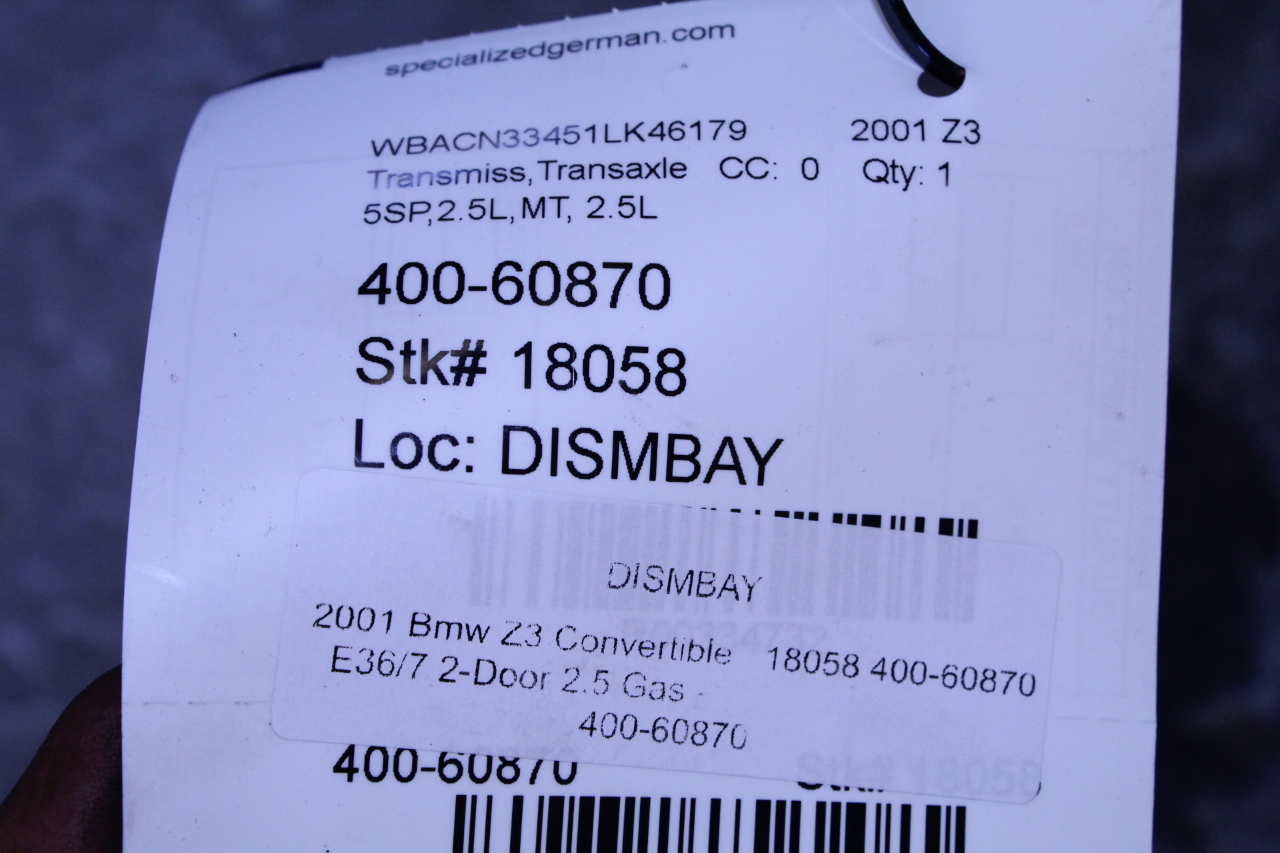 specializedgerman.com
WBACN33451LK46179 2001 Z3
Transmiss,Transaxle CC: 0 Qty: 1
5SP,2.5L,MT, 2.5L
400-60870
Stk# 18058
Loc: DISMBAY
DISMBAY
2001 Bmw Z3 Convertible 18058 400-60870
E36/7 2-Door 2.5 Gas -
400-60870
400-60870 Stk# 18058